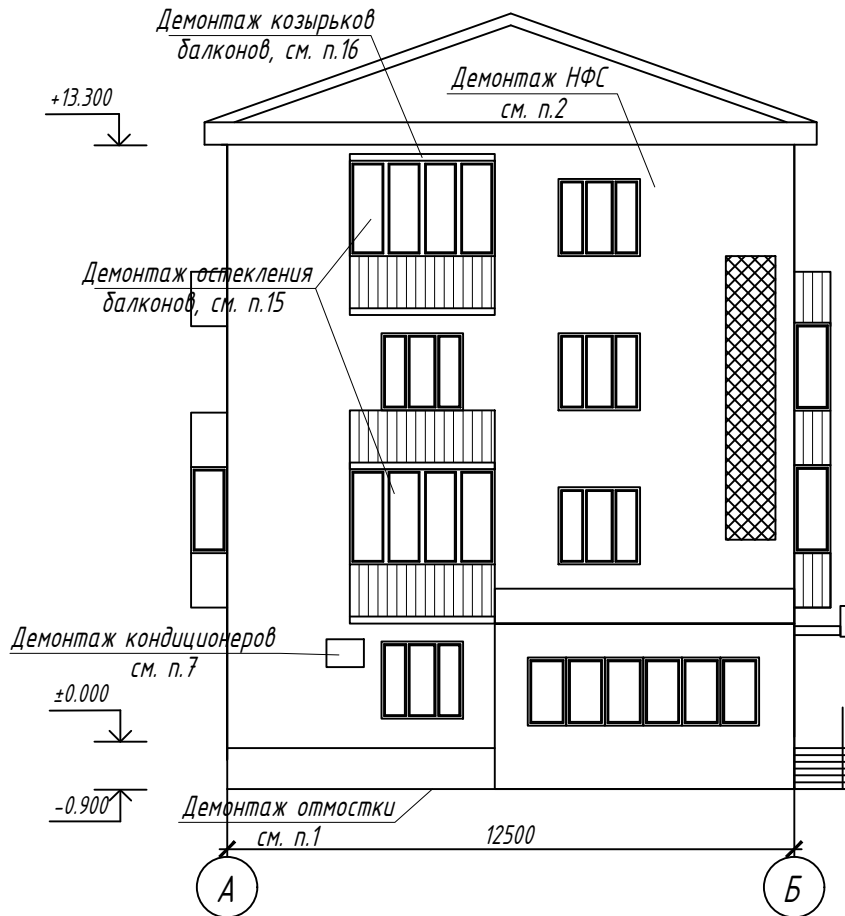 Демонтаж козырьков
балконов, см. п.16
Демонтаж НФС
см. п.2
+13.300
Демонтаж остекления
балконов, см. п.15
Демонтаж кондиционеров
см. п.7
±0.000
-0.900
Демонтаж отмостки
см. п.1
12500
А
Б